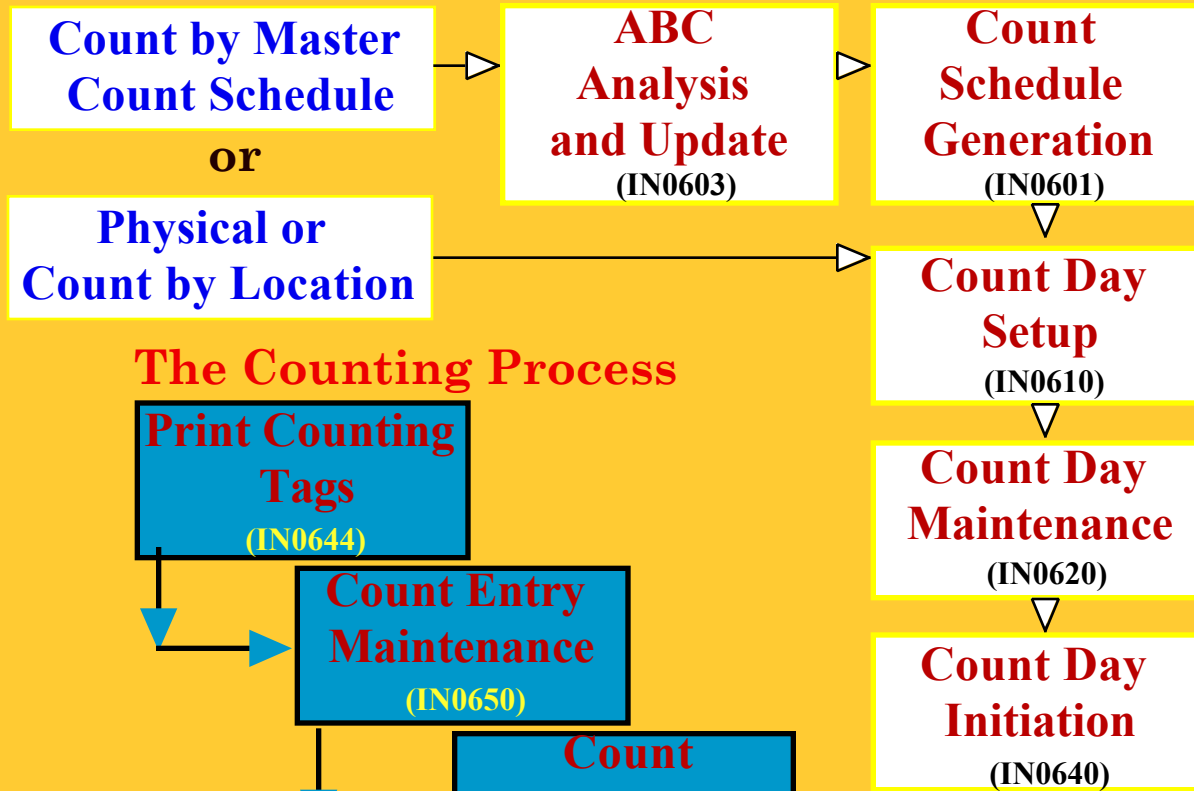 Count by Master
Count Schedule
or
Physical or
Count by Location
ABC
Analysis
and Update
(IN0603)
Count
Schedule
Generation
(IN0601)
Count Day
Setup
(IN0610)
Count Day
Maintenance
(IN0620)
Count Day
Initiation
(IN0640)
The Counting Process
Print Counting
Tags
(IN0644)
Count Entry
Maintenance
(IN0650)
Count